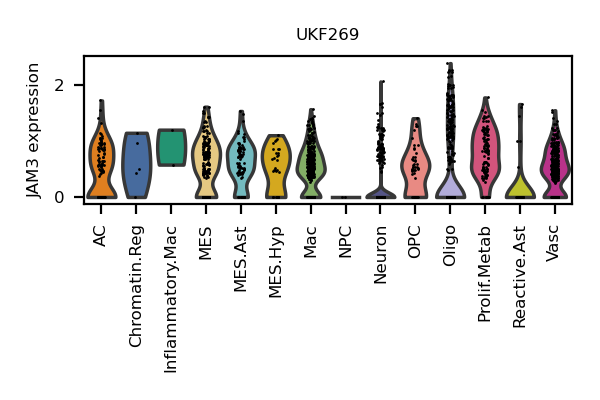 UKF269
JAM3 expression
2
0
AC
Chromatin.Reg
Inflammatory.Mac
MES
MES.Ast
MES.Hyp
Mac
NPC
Neuron
OPC
Oligo
Prolif.Metab
Reactive.Ast
Vasc